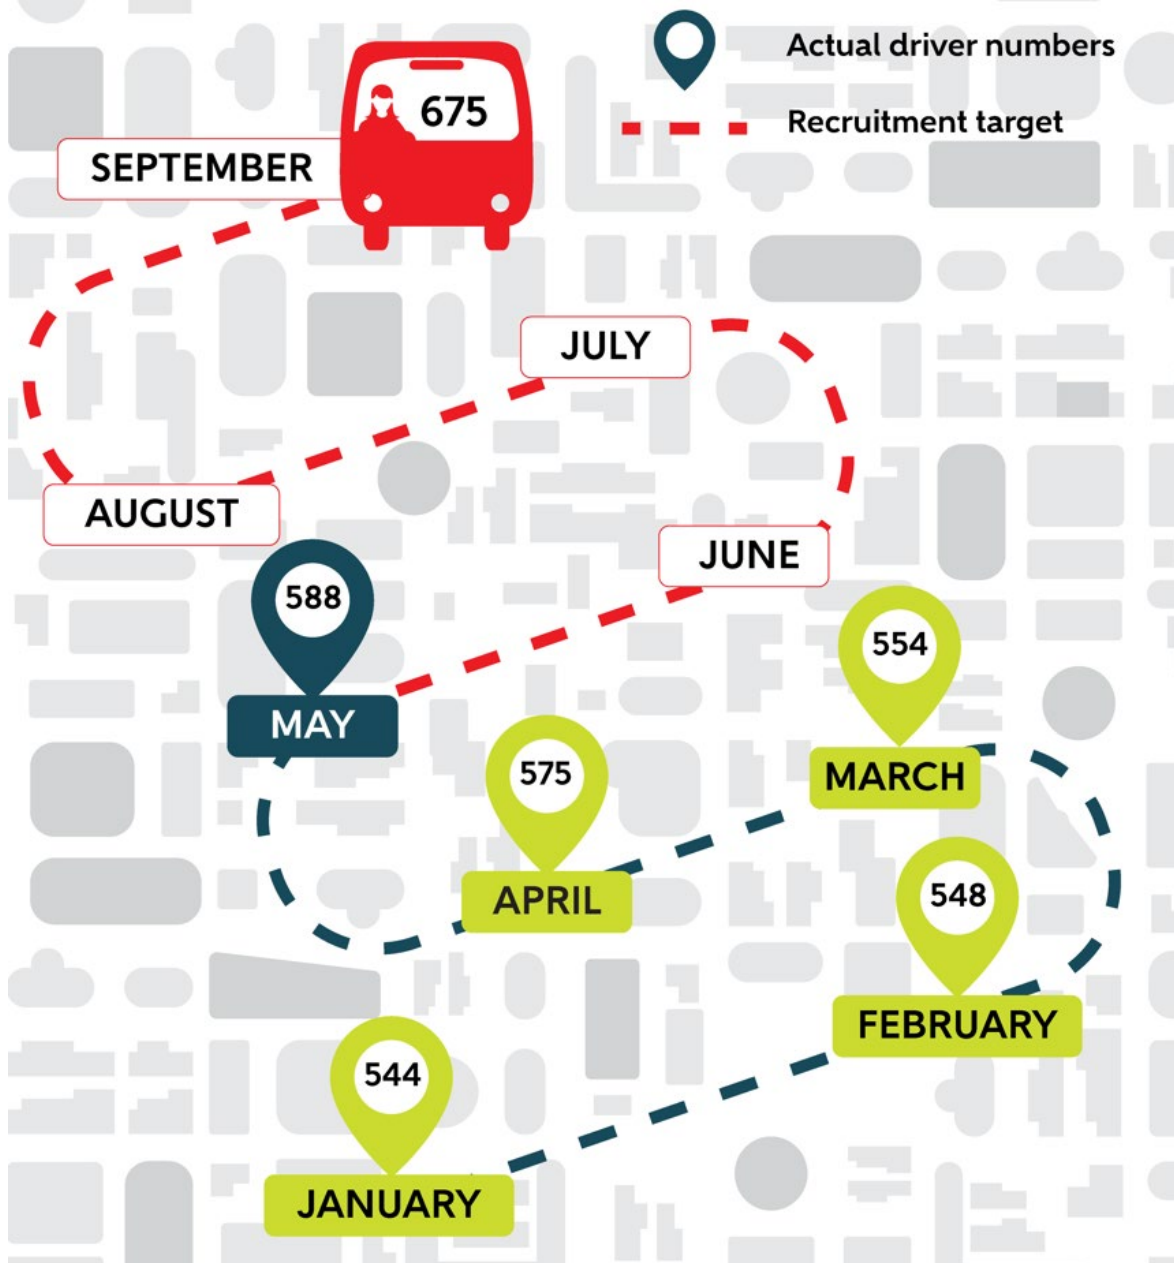 Actual driver numbers
Recruitment target
675
SEPTEMBER
JULY
AUGUST
JUNE
588
MAY
554
MARCH
575
APRIL
548
FEBRUARY
544
JANUARY